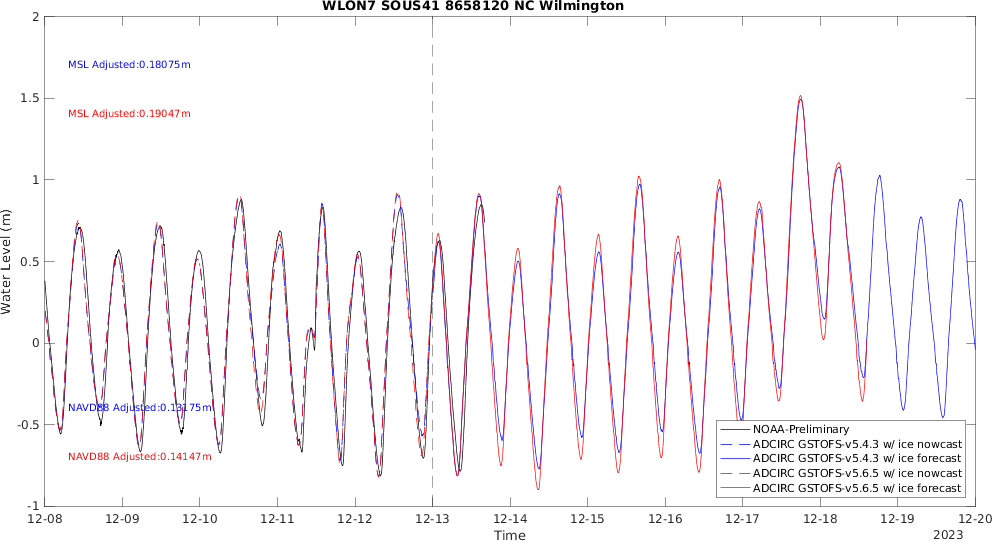 WLON7 SOUS41 8658120 NC Wilmington
2
1.5
1
0.5
0
-0.5
-1
Water Level (m)
MSL Adjusted:0.18075m
MSL Adjusted:0.19047m
NAVD88 Adjusted:0.13175m
NAVD88 Adjusted:0.14147m
NOAA-Preliminary
ADCIRC GSTOFS-v5.4.3 w/ ice nowcast
ADCIRC GSTOFS-v5.4.3 w/ ice forecast
ADCIRC GSTOFS-v5.6.5 w/ ice nowcast
ADCIRC GSTOFS-v5.6.5 w/ ice forecast
12-08 12-09 12-10 12-11 12-12 12-13 12-14 12-15 12-16 12-17 12-18 12-19 12-20
Time
2023